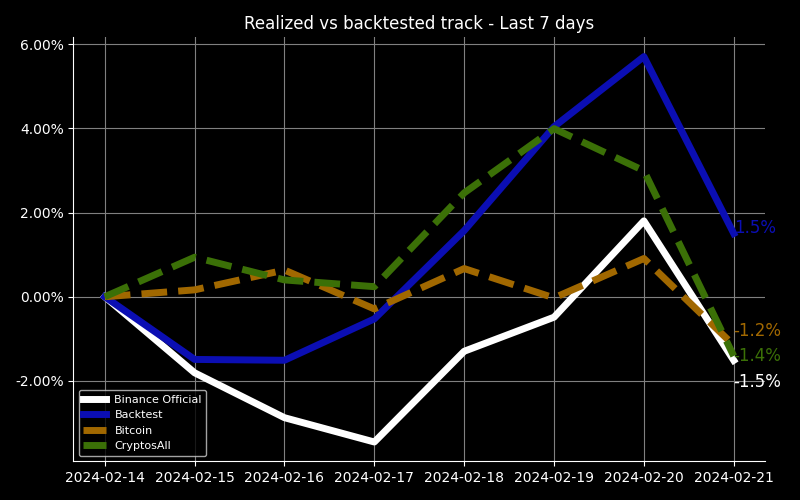 Realized vs backtested track - Last 7 days
6.00%
4.00%
2.00%
0.00%
-2.00%
1.5%
-1.2%
-1.4%
-1.5%
Binance Official
Backtest
Bitcoin
CryptosAll
2024-02-14 2024-02-15 2024-02-16 2024-02-17 2024-02-18 2024-02-19 2024-02-20 2024-02-21